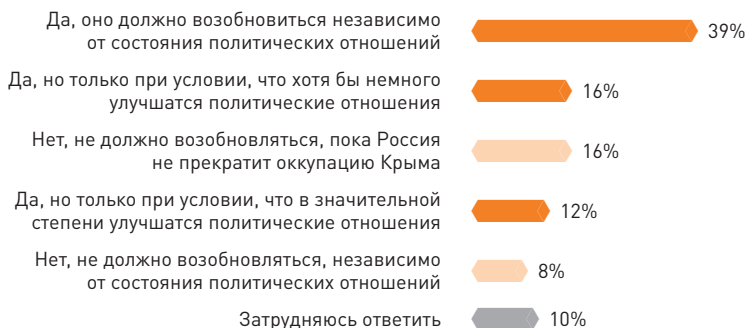 Да, оно должно возобновиться независимо
от состояния политических отношений
39%
Да, но только при условии, что хотя бы немного
улучшатся политические отношения
16%
Нет, не должно возобновляться, пока Россия
не прекратит оккупацию Крыма
16%
Да, но только при условии, что в значительной
степени улучшатся политические отношения
12%
Нет, не должно возобновляться, независимо
от состояния политических отношений
8%
Затрудняюсь ответить
10%